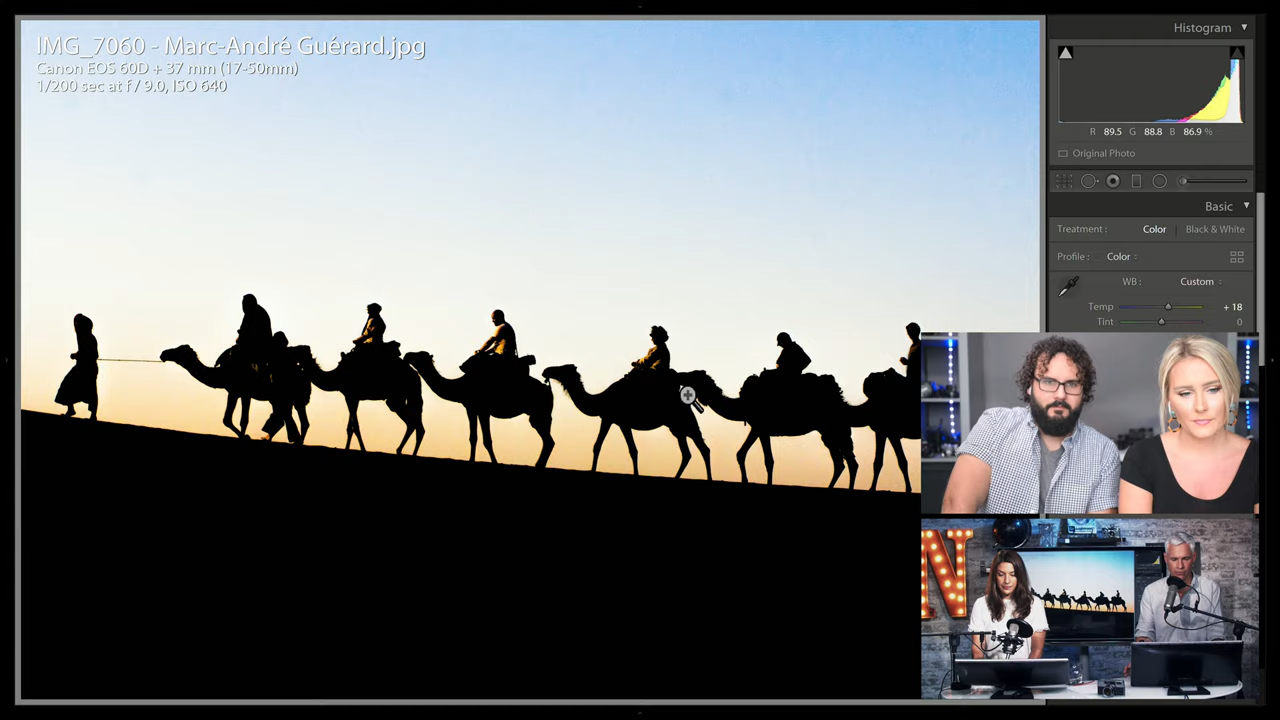 IMG_7060 - Marc-André Guérard.jpg
Canon EOS 60D + 37 mm (17-50mm)
1/200 sec at f / 9.0, ISO 640
Histogram
R 89.5 G 88.8 B 86.9 %
Original Photo
Basic
Treatment : Color Black & White
Profile : Color
WB : Custom
Temp + 18
Tint 0
N